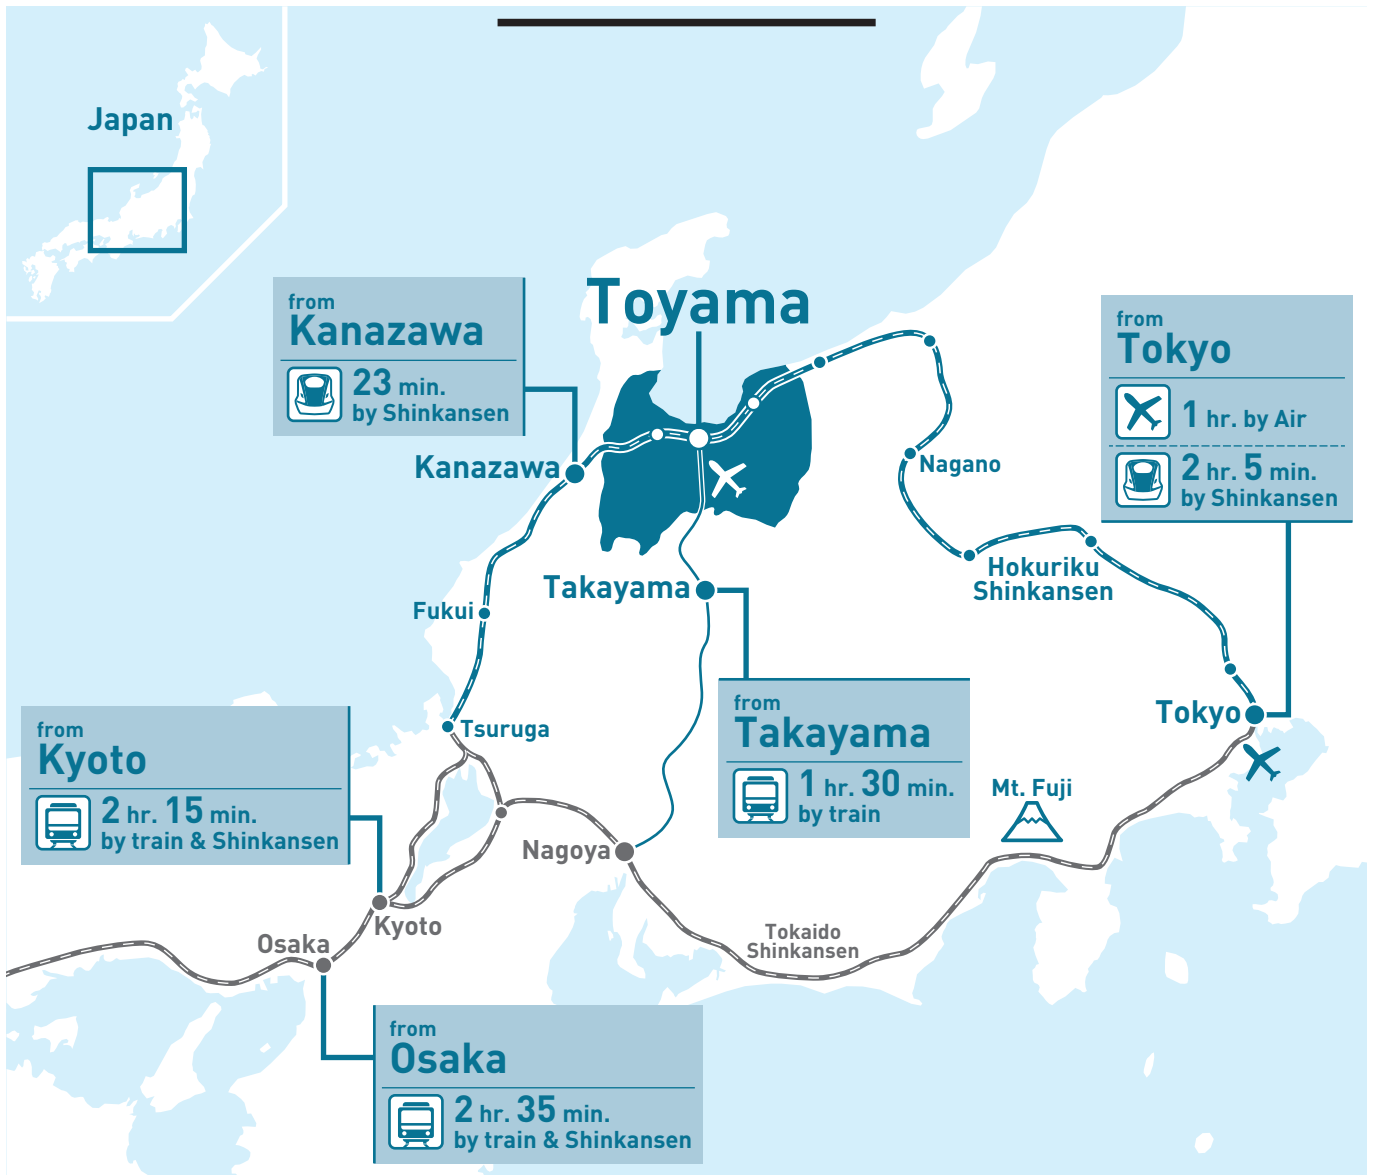 Japan
Toyama
from
Kanazawa
23 min.
by Shinkansen
from
Tokyo
1 hr. by Air
2 hr. 5 min.
by Shinkansen
Kanazawa
Nagano
Hokuriku
Shinkansen
Takayama
Fukui
from
Takayama
1 hr. 30 min.
by train
Tokyo
Tsuruga
from
Kyoto
2 hr. 15 min.
by train & Shinkansen
Mt. Fuji
Nagoya
Kyoto
Osaka
Tokaido
Shinkansen
from
Osaka
2 hr. 35 min.
by train & Shinkansen